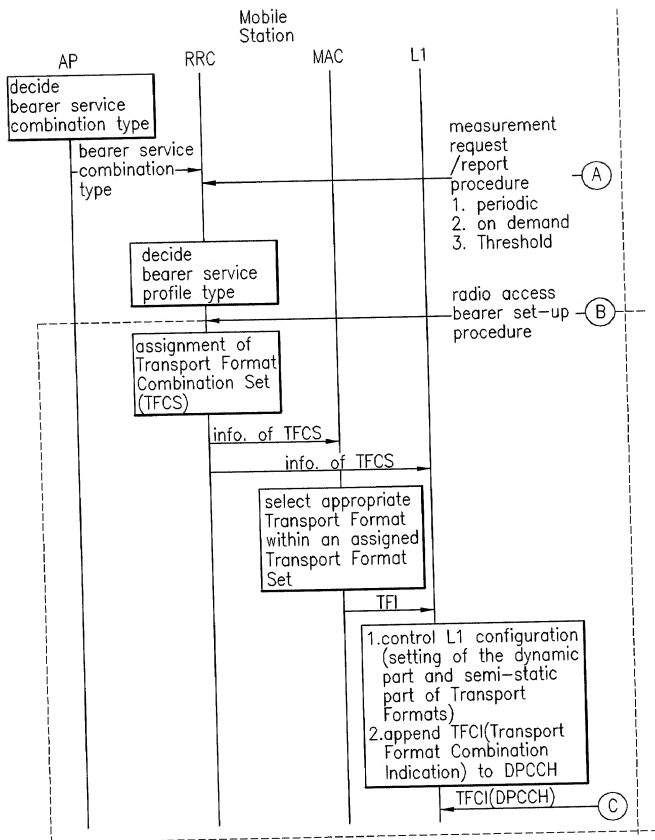 Mobile
Station
AP
RRC
MAC
L1
decide
bearer service
combination type
bearer service
combination
type
measurement
request
/report
procedure
1. periodic
2. on demand
3. Threshold
A
decide
bearer service
profile type
radio access
bearer set-up
procedure
B
assignment of
Transport Format
Combination Set
(TFCS)
info. of TFCS
info. of TFCS
select appropriate
Transport Format
within an assigned
Transport Format
Set
TFI
1.control L1 configuration
(setting of the dynamic
part and semi-static
part of Transport
Formats)
2.append TFCI(Transport
Format Combination
Indication) to DPCCH
TFCI(DPCCH)
C